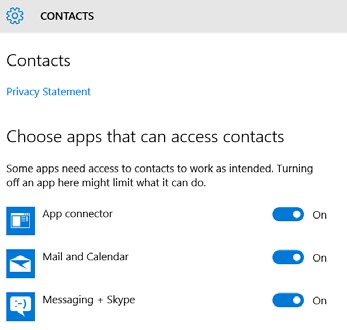 CONTACTS
Contacts
Privacy Statement
Choose apps that can access contacts
Some apps need access to contacts to work as intended. Turning
off an app here might limit what it can do.
App connector On
Mail and Calendar On
Messaging + Skype On